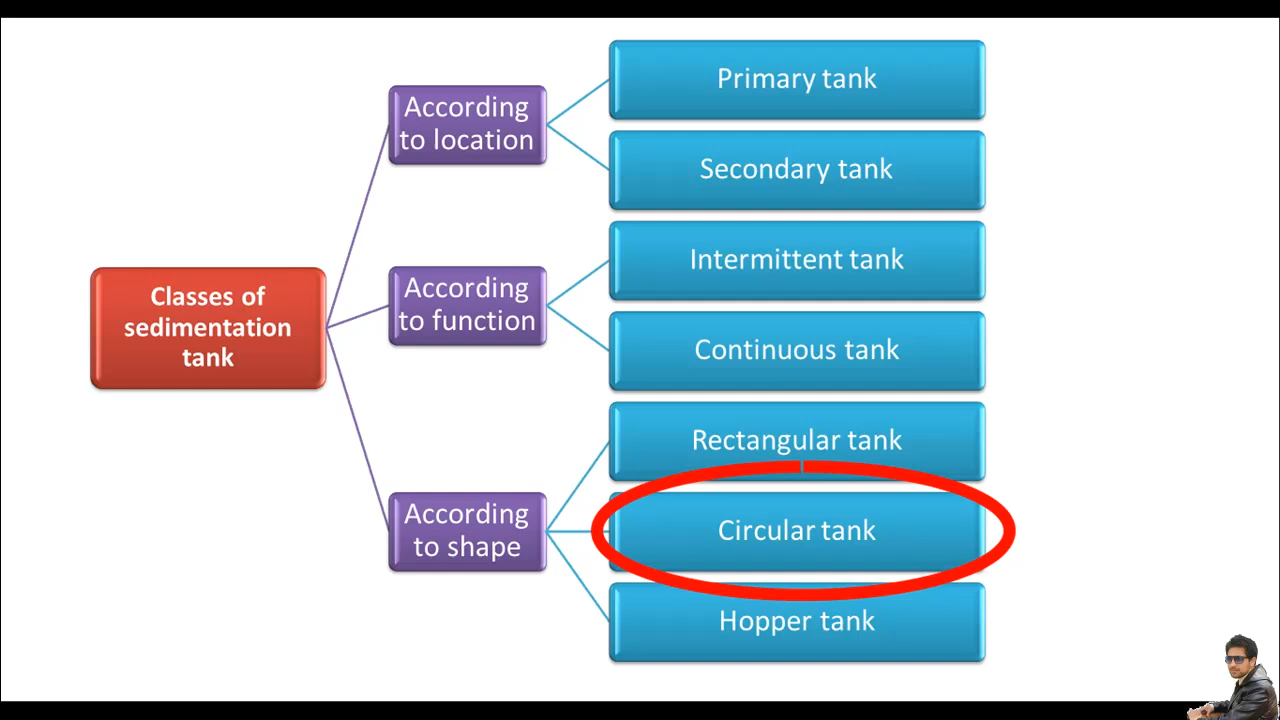 Classes of
sedimentation
tank
According
to location
Primary tank
Secondary tank
According
to function
Intermittent tank
Continuous tank
According
to shape
Rectangular tank
Circular tank
Hopper tank